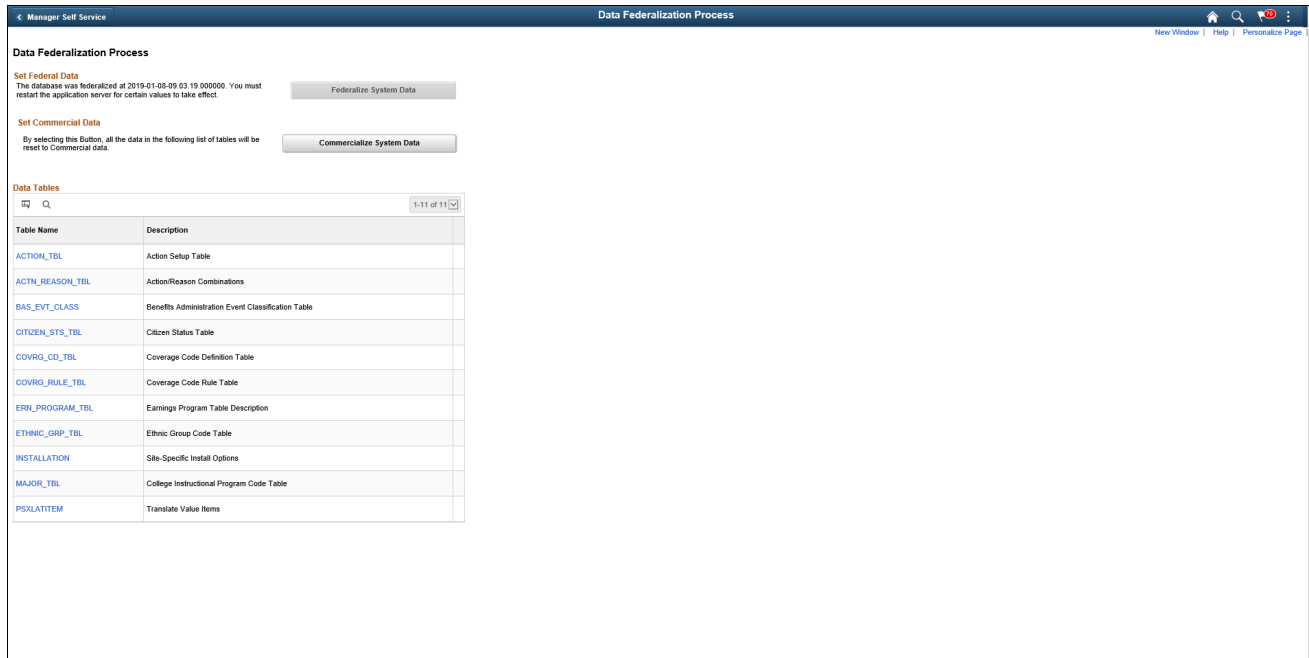 Manager Self Service
Data Federalization Process
79
New Window | Help | Personalize Page |
Data Federalization Process
Set Federal Data
The database was federalized at 2019-01-08-09.03.19.000000. You must
restart the application server for certain values to take effect.
Federalize System Data
Set Commercial Data
By selecting this Button, all the data in the following list of tables will be
reset to Commercial data.
Commercialize System Data
Data Tables
1-11 of 11
Table Name Description
ACTION_TBL Action Setup Table
ACTN_REASON_TBL Action/Reason Combinations
BAS_EVT_CLASS Benefits Administration Event Classification Table
CITIZEN_STS_TBL Citizen Status Table
COVRG_CD_TBL Coverage Code Definition Table
COVRG_RULE_TBL Coverage Code Rule Table
ERN_PROGRAM_TBL Earnings Program Table Description
ETHNIC_GRP_TBL Ethnic Group Code Table
INSTALLATION Site-Specific Install Options
MAJOR_TBL College Instructional Program Code Table
PSXLATITEM Translate Value Items